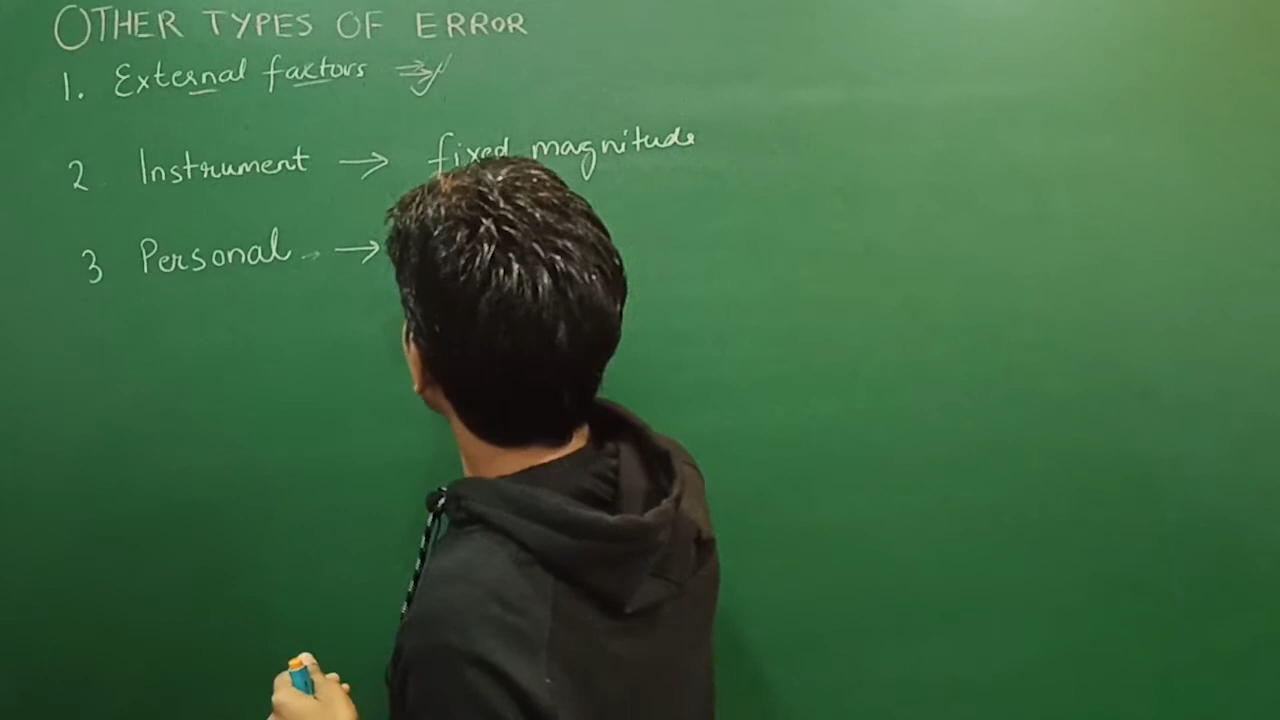 OTHER TYPES OF ERROR
1. External factors ⇒
2 Instrument → fixed magnitude
3 Personal →